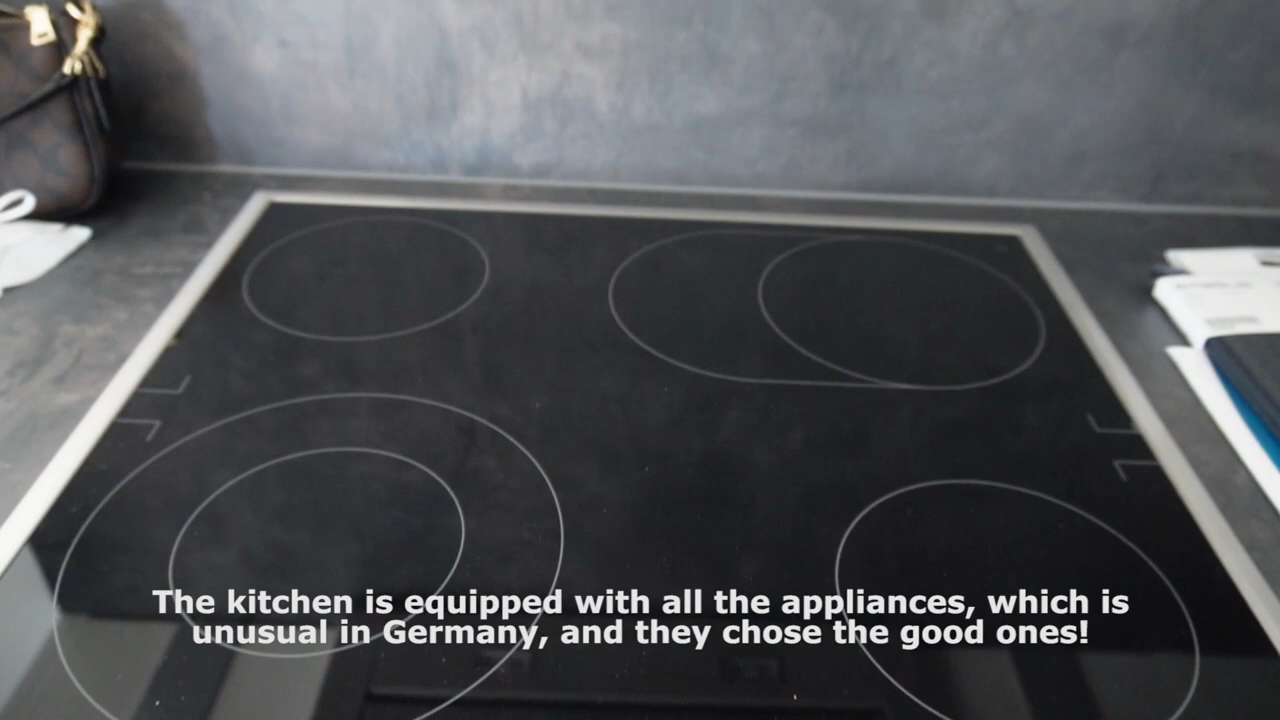 The kitchen is equipped with all the appliances, which is
unusual in Germany, and they chose the good ones!